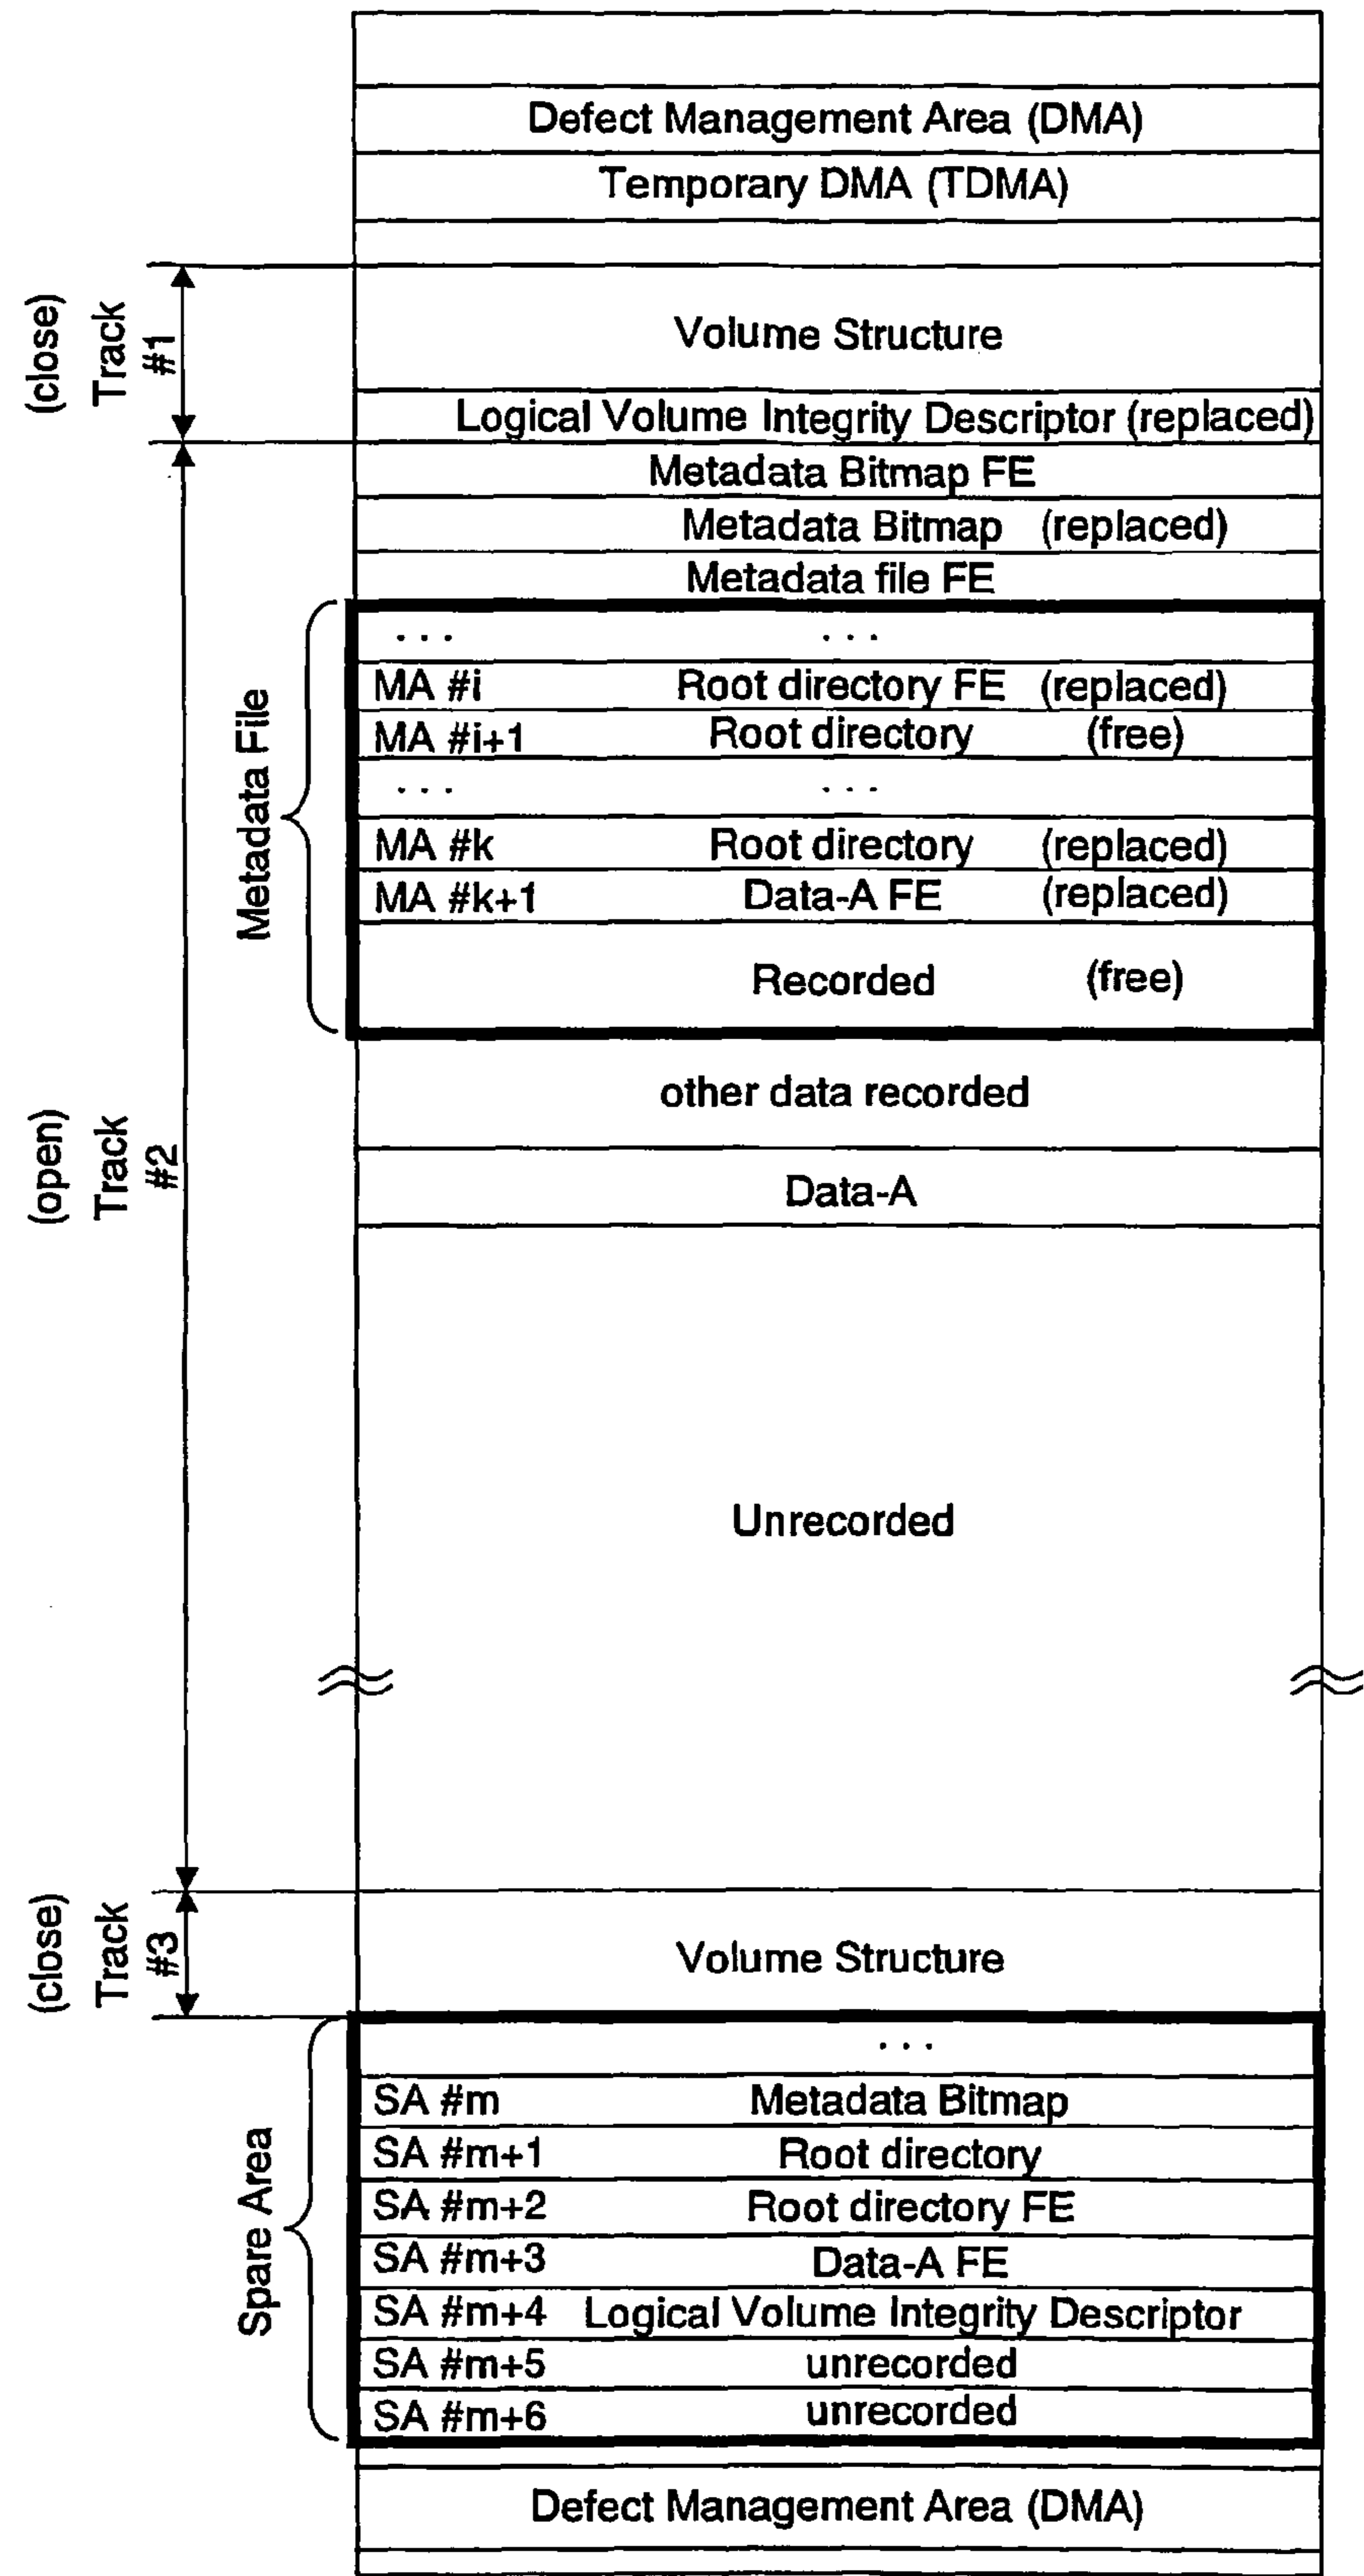 Defect Management Area (DMA)
Temporary DMA (TDMA)
(close)
Track
#1
Volume Structure
Logical Volume Integrity Descriptor (replaced)
(open)
Track
#2
Metadata Bitmap FE
Metadata Bitmap (replaced)
Metadata file FE
Metadata File
... ...
MA #i Root directory FE (replaced)
MA #i+1 Root directory (free)
... ...
MA #k Root directory (replaced)
MA #k+1 Data-A FE (replaced)
Recorded (free)
other data recorded
Data-A
Unrecorded
(close)
Track
#3
Volume Structure
Spare Area
...
SA #m Metadata Bitmap
SA #m+1 Root directory
SA #m+2 Root directory FE
SA #m+3 Data-A FE
SA #m+4 Logical Volume Integrity Descriptor
SA #m+5 unrecorded
SA #m+6 unrecorded
Defect Management Area (DMA)